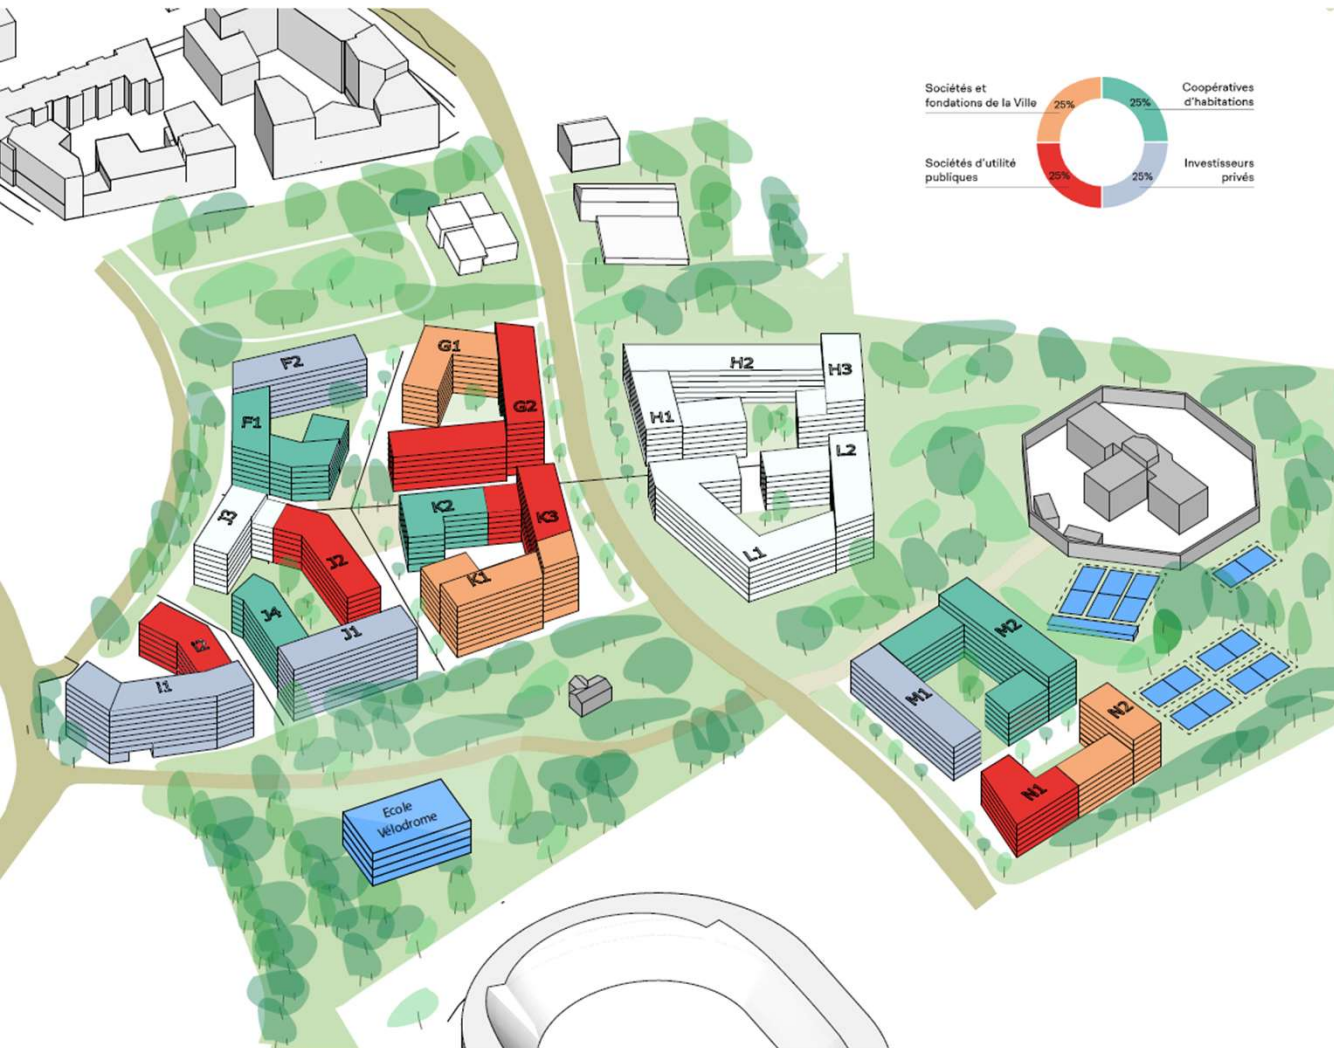 Sociétés et
fondations de la Ville
25%
25%
Coopératives
d'habitations
Sociétés d'utilité
publiques
25%
25%
Investisseurs
privés
F2
G1
H2
H3
F1
G2
H1
L2
J3
K2
K3
J2
L1
K1
J4
J1
M2
I2
I1
M1
N2
N1
Ecole
Vélodrome